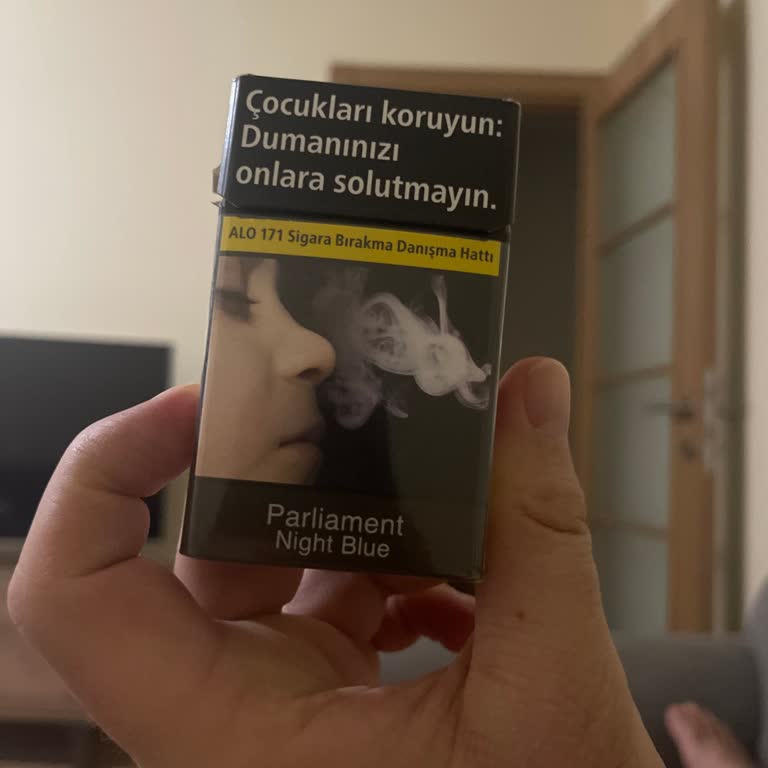 Çocukları koruyun:
Dumanınızı
onlara solutmayın.
ALO 171 Sigara Bırakma Danışma Hattı
Parliament
Night Blue